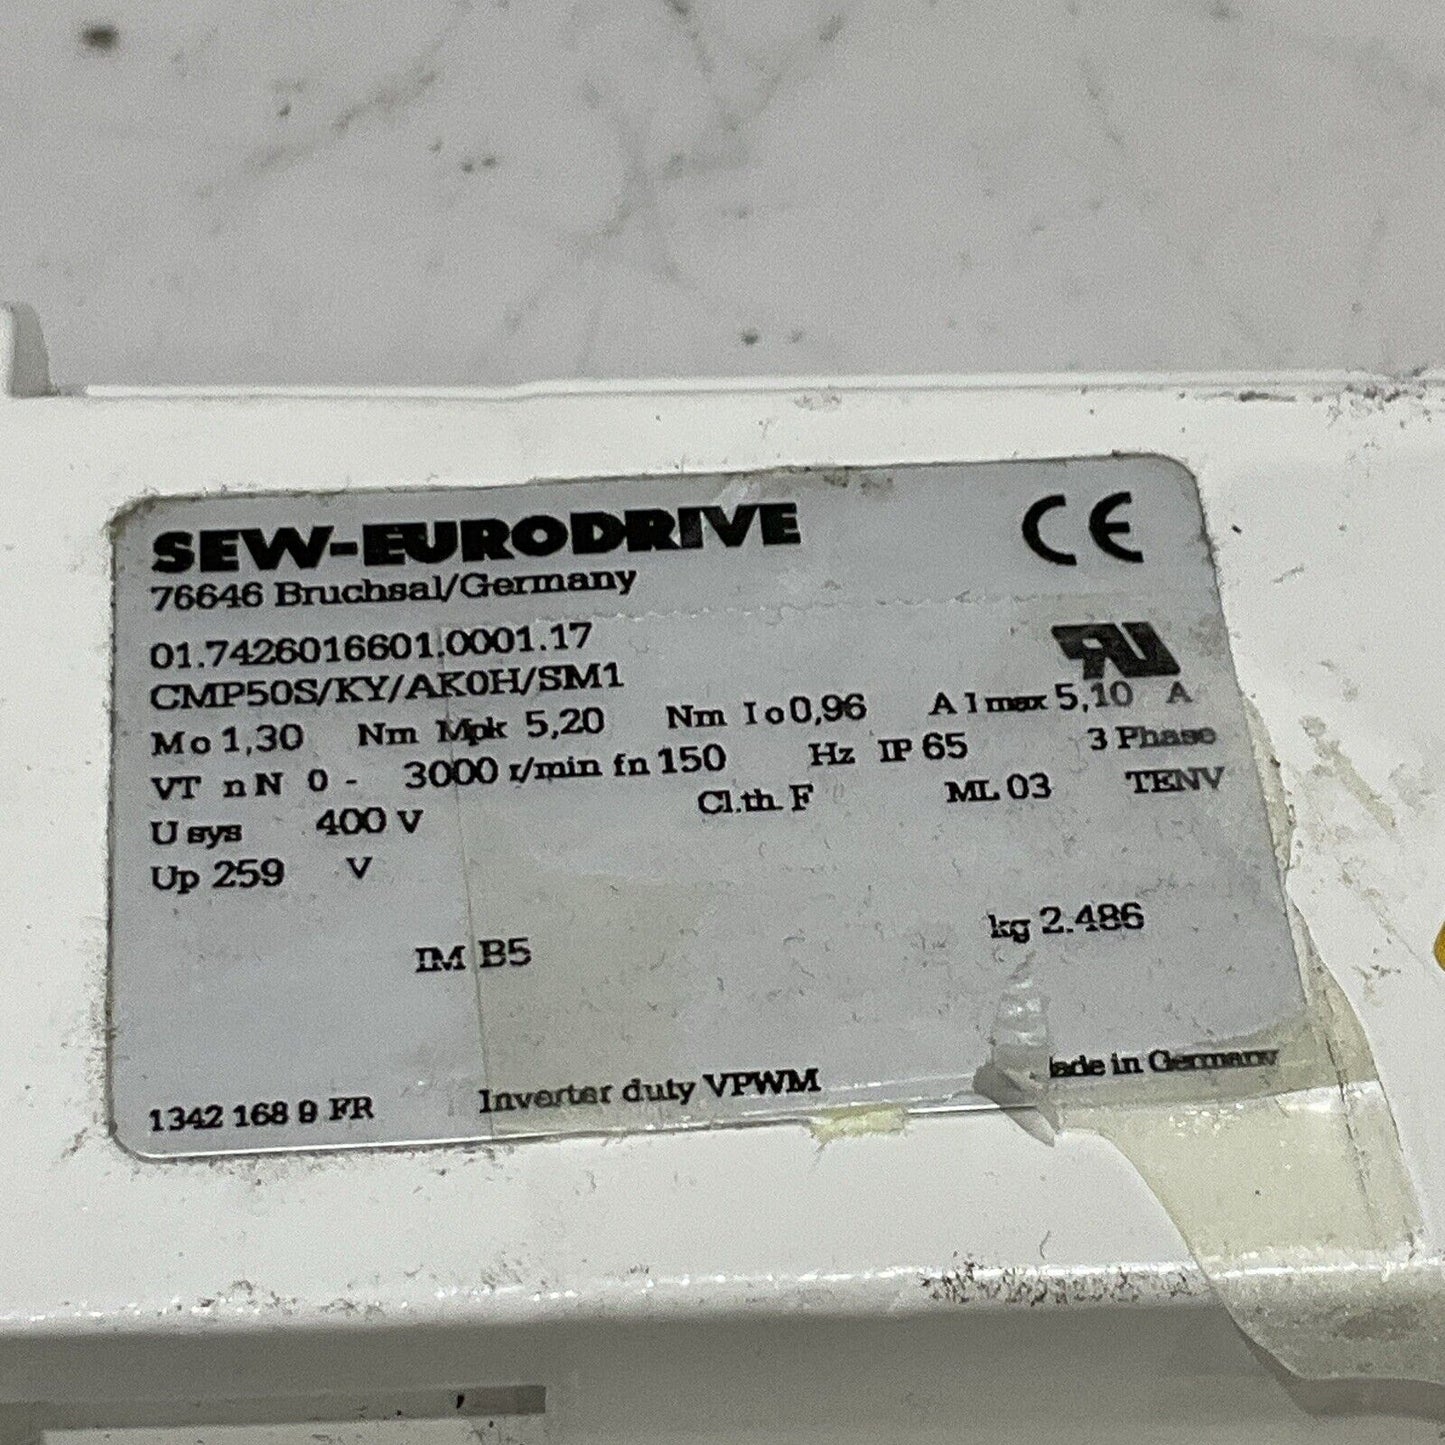 SEW-EURODRIVE CE
76646 Bruchsal/Germany
01.7426016601.0001.17
CMP50S/KY/AK0H/SM1
Mo 1,30 Nm Mpk 5,20 Nm Io 0,96 A Imax 5,10 A
VT nN 0 - 3000 r/min fn 150 Hz IP 65 3 Phase
U sys 400 V Cl.th. F ML 03 TENV
Up 259 V
IM B5 kg 2.486
1342 168 9 FR Inverter duty VPWM ade in Germany